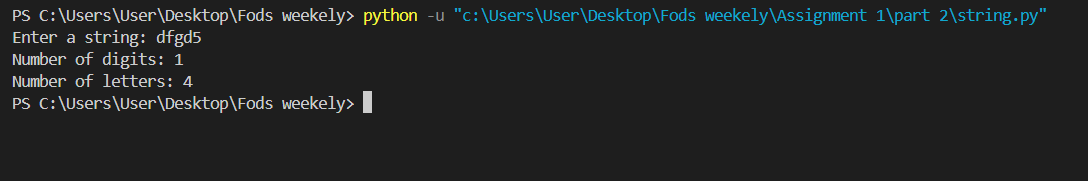 PS C:\Users\User\Desktop\Fods weekely> python -u "c:\Users\User\Desktop\Fods weekely\Assignment 1\part 2\string.py"
Enter a string: dfgd5
Number of digits: 1
Number of letters: 4
PS C:\Users\User\Desktop\Fods weekely>